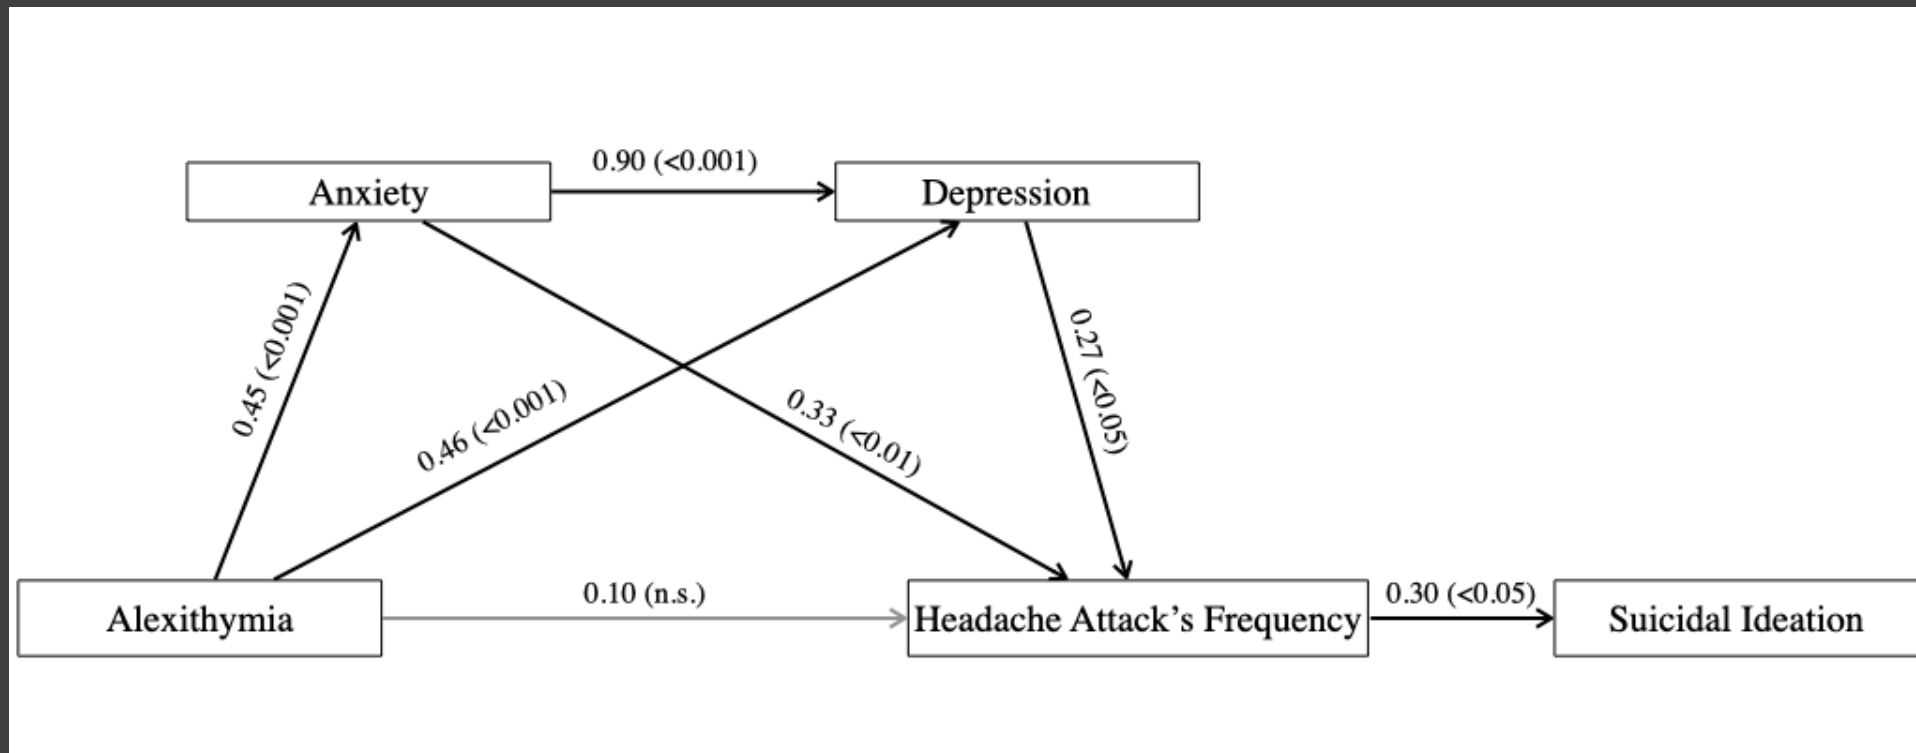 0.90 (<0.001)
Anxiety
Depression
0.45 (<0.001)
0.46 (<0.001)
0.33 (<0.01)
0.27 (<0.05)
0.10 (n.s.)
0.30 (<0.05)
Alexithymia
Headache Attack's Frequency
Suicidal Ideation